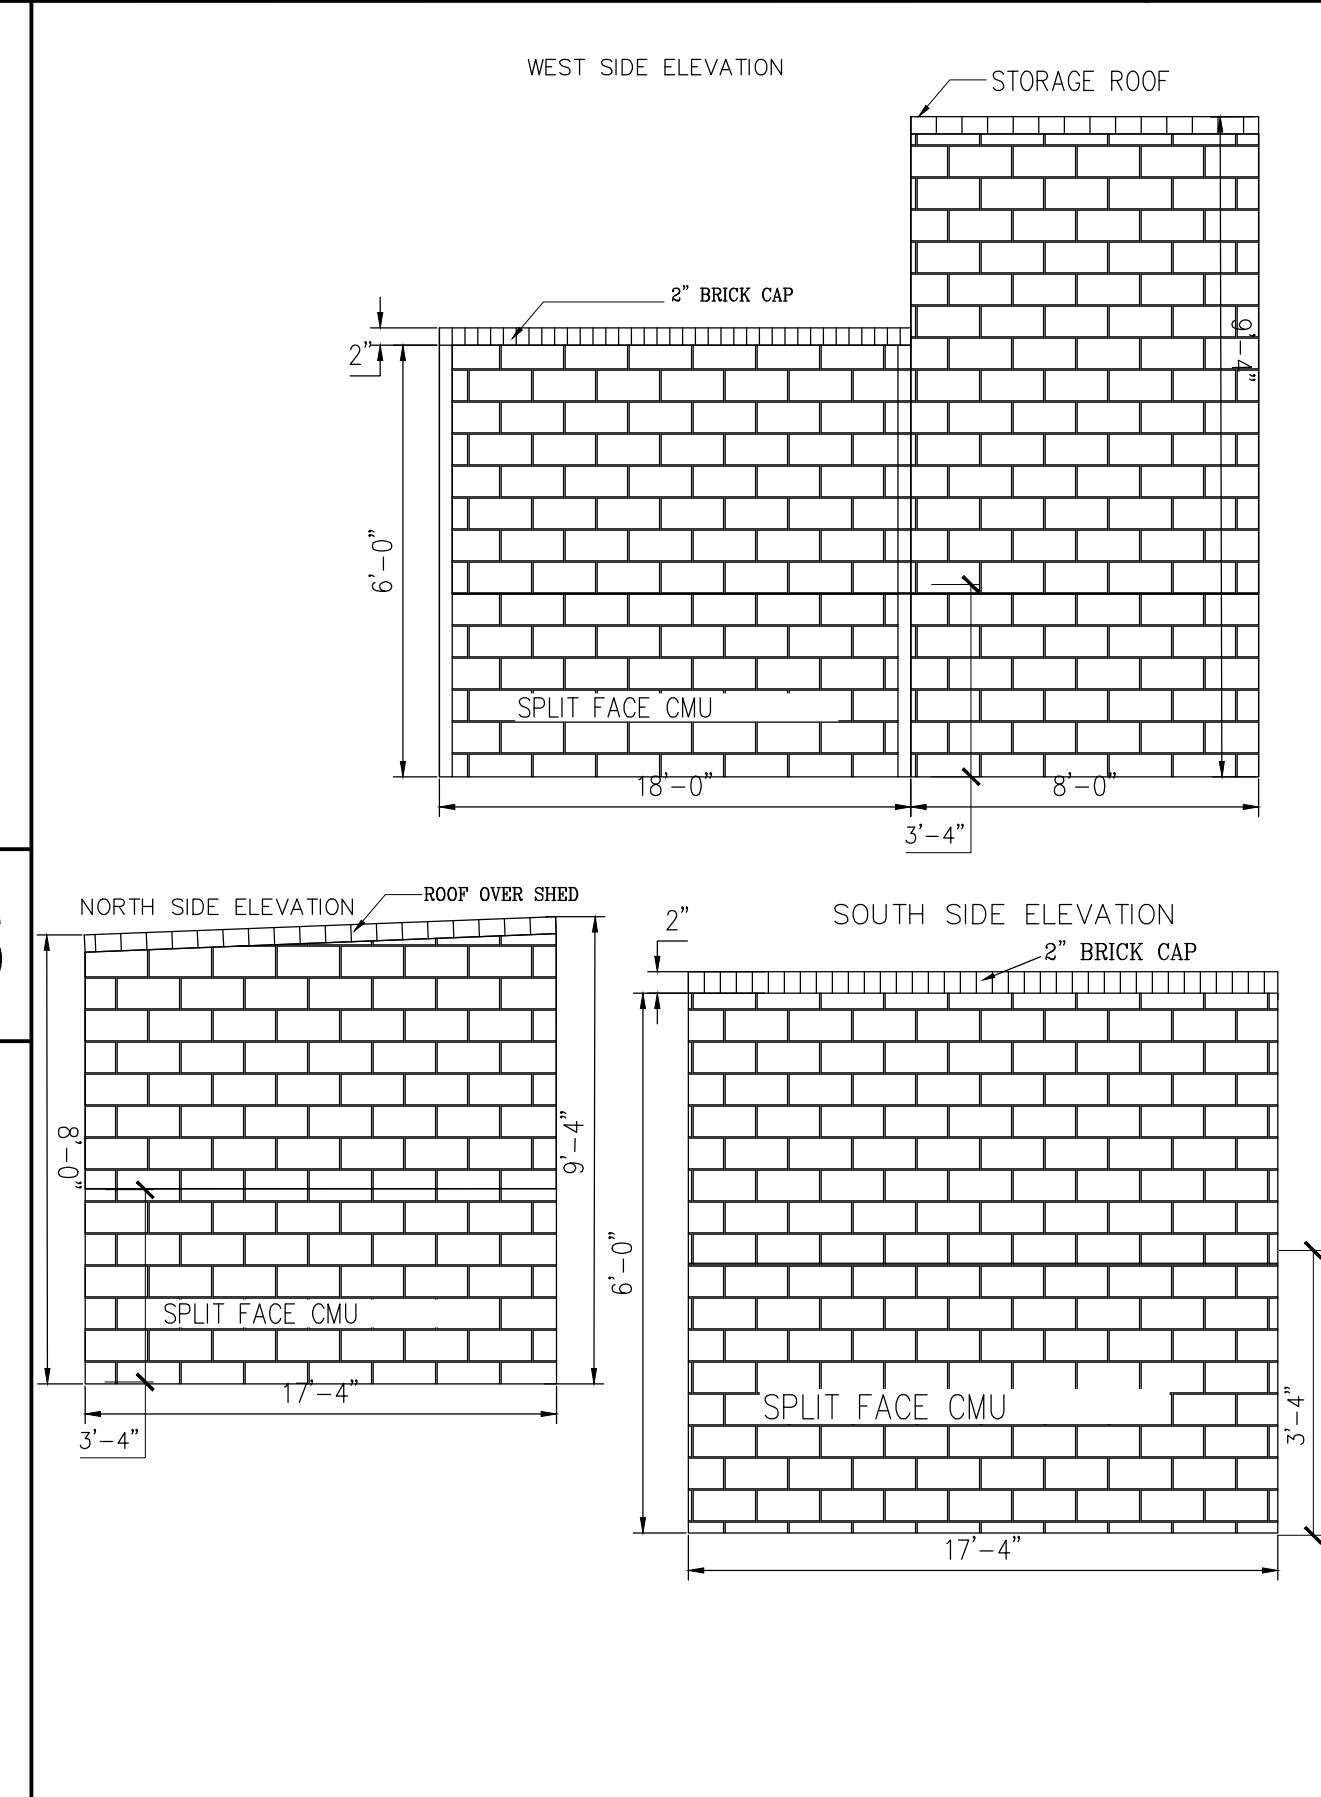 WEST SIDE ELEVATION
STORAGE ROOF
2" BRICK CAP
2"
9'-4"
6'-0"
SPLIT FACE CMU
18'-0"
8'-0"
3'-4"
NORTH SIDE ELEVATION
ROOF OVER SHED
8'-0"
9'-4"
SPLIT FACE CMU
17'-4"
3'-4"
SOUTH SIDE ELEVATION
2"
2" BRICK CAP
6'-0"
SPLIT FACE CMU
3'-4"
17'-4"